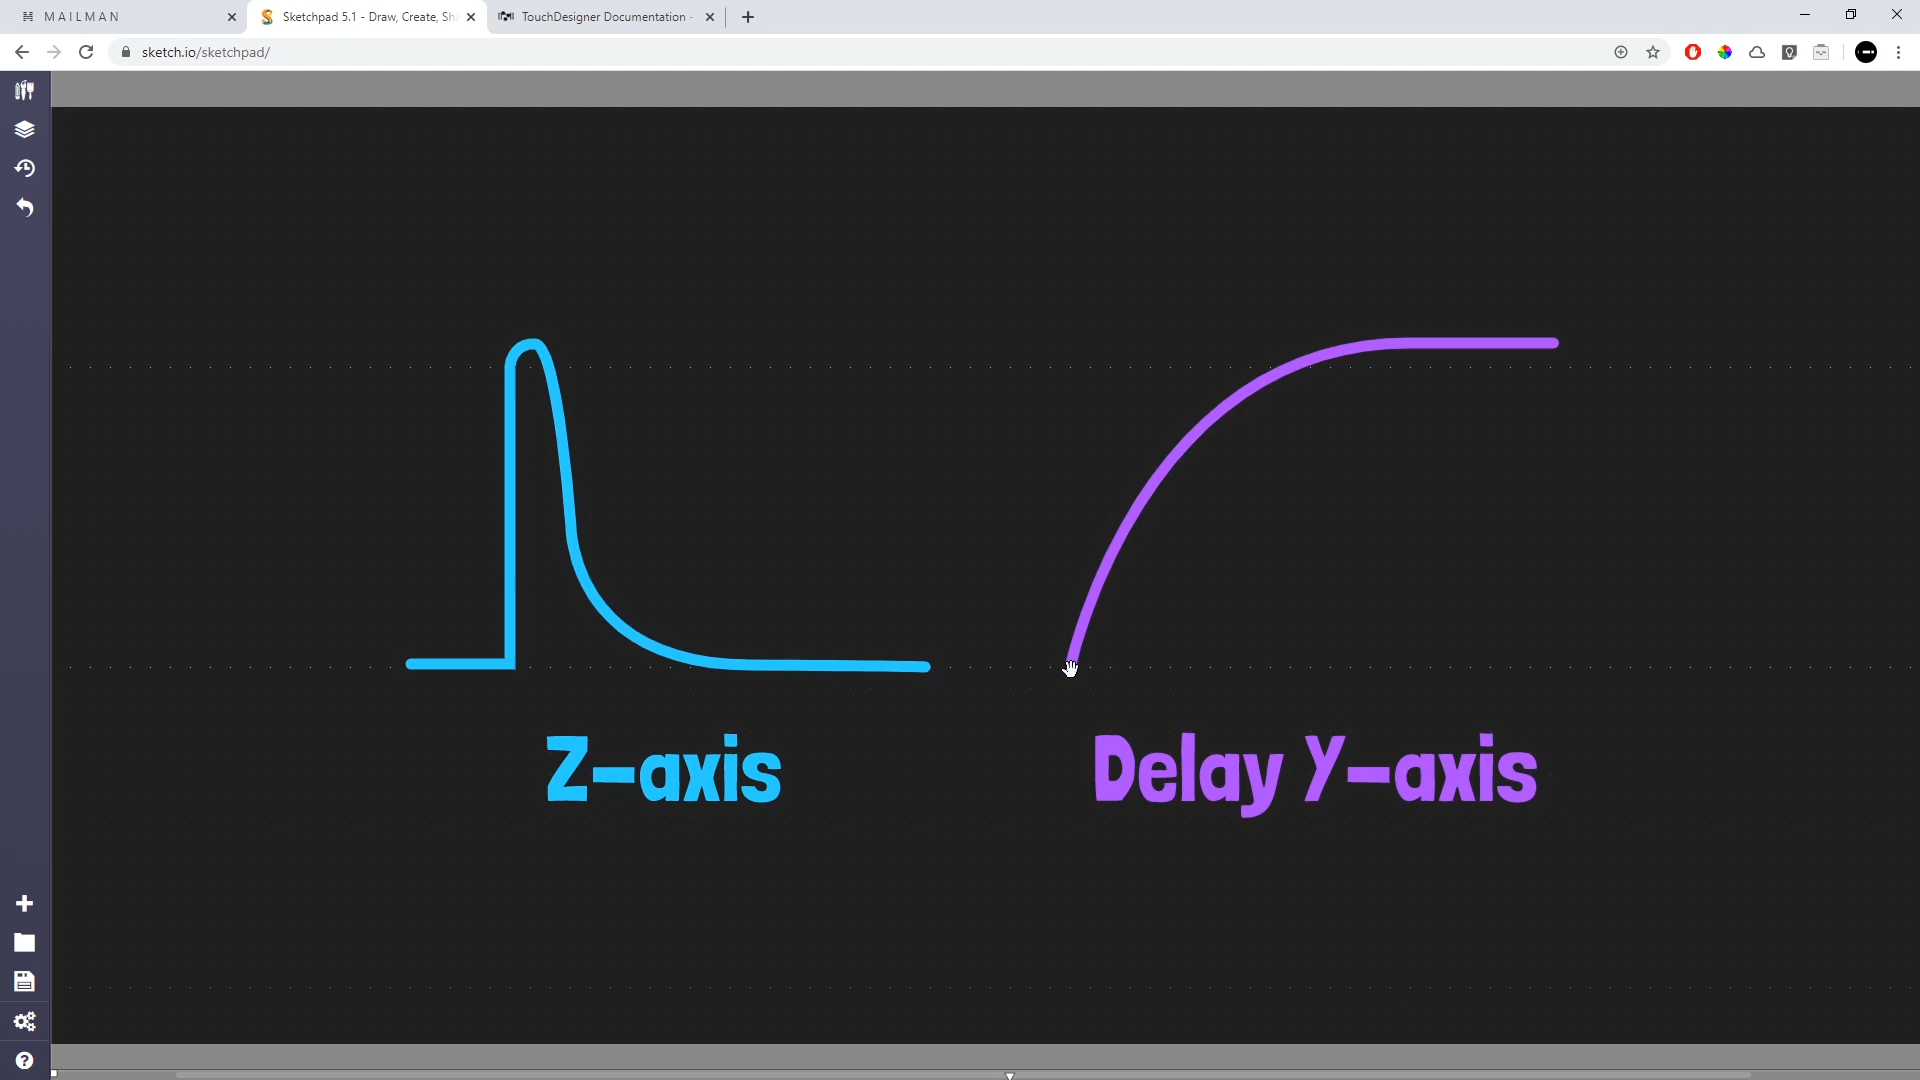 MAILMAN
Sketchpad 5.1 - Draw, Create, Sh
TouchDesigner Documentation -
sketch.io/sketchpad/
Z-axis
Delay Y-axis